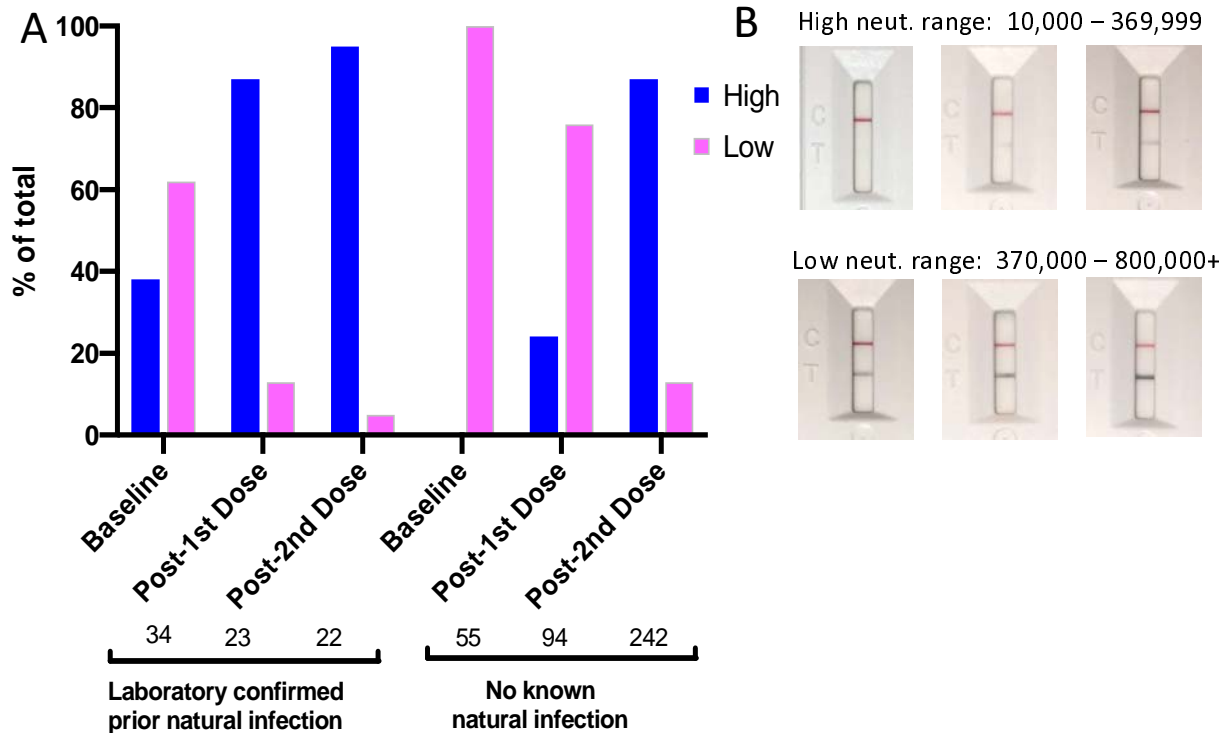 A
100
80
60
40
20
0
% of total
High
Low
Baseline
Post-1st Dose
Post-2nd Dose
Baseline
Post-1st Dose
Post-2nd Dose
34 23 22 55 94 242
Laboratory confirmed
prior natural infection
No known
natural infection
B
High neut. range: 10,000 – 369,999
C
T
C
T
C
T
Low neut. range: 370,000 – 800,000+
C
T
C
T
C
T